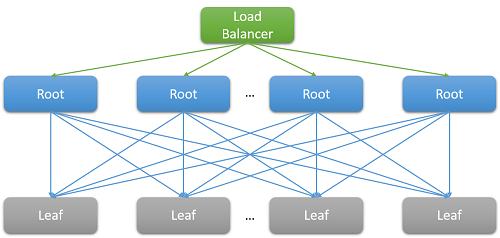 Load
Balancer
Root Root ... Root Root
Leaf Leaf ... Leaf Leaf